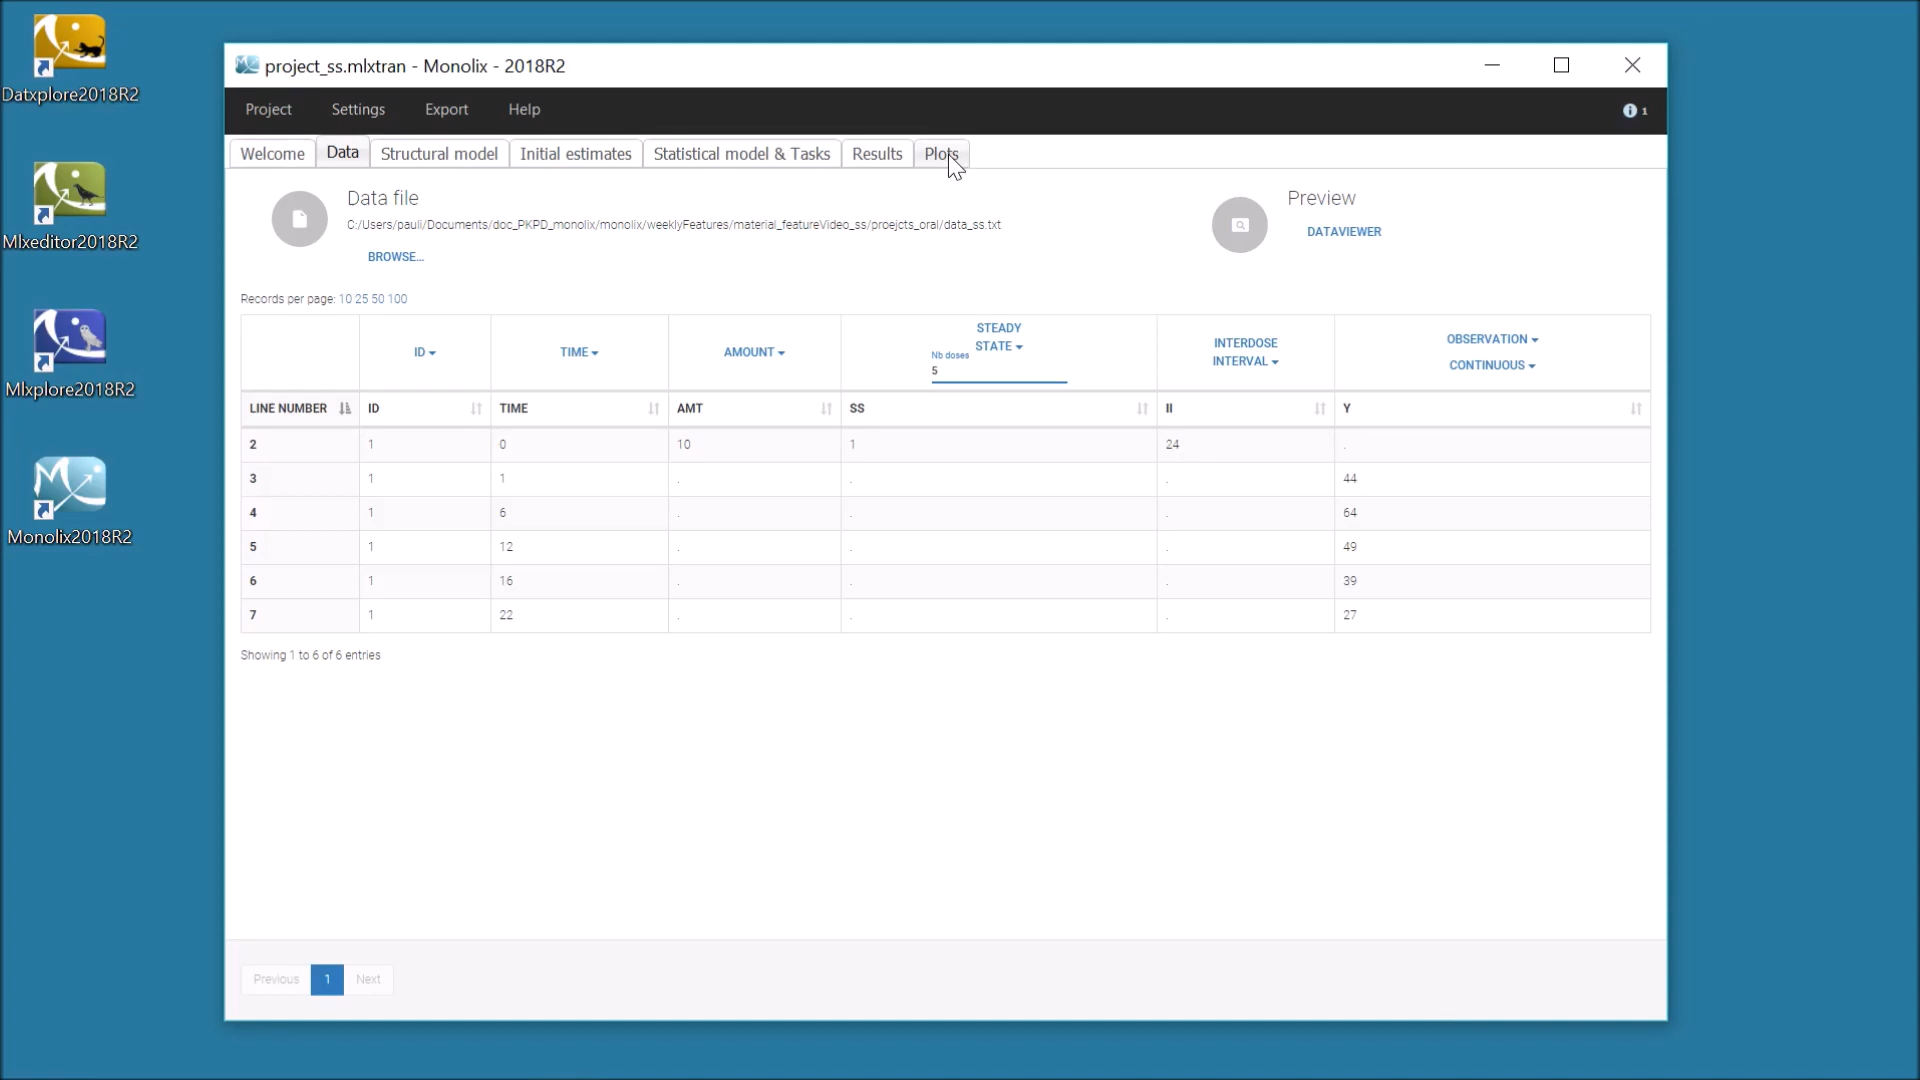 Datxplore2018R2
Mlxeditor2018R2
Mlxplore2018R2
Monolix2018R2
project_ss.mlxtran - Monolix - 2018R2
Project Settings Export Help 1
Welcome Data Structural model Initial estimates Statistical model & Tasks Results Plots
Data file
C:/Users/pauli/Documents/doc_PKPD_monolix/monolix/weeklyFeatures/material_featureVideo_ss/proejcts_oral/data_ss.txt
BROWSE...
Preview
DATAVIEWER
Records per page: 10 25 50 100
ID TIME AMOUNT STEADY STATE Nb doses 5 INTERDOSE INTERVAL OBSERVATION CONTINUOUS
LINE NUMBER ID TIME AMT SS II Y
2 1 0 10 1 24 .
3 1 1 . . . 44
4 1 6 . . . 64
5 1 12 . . . 49
6 1 16 . . . 39
7 1 22 . . . 27
Showing 1 to 6 of 6 entries
Previous 1 Next